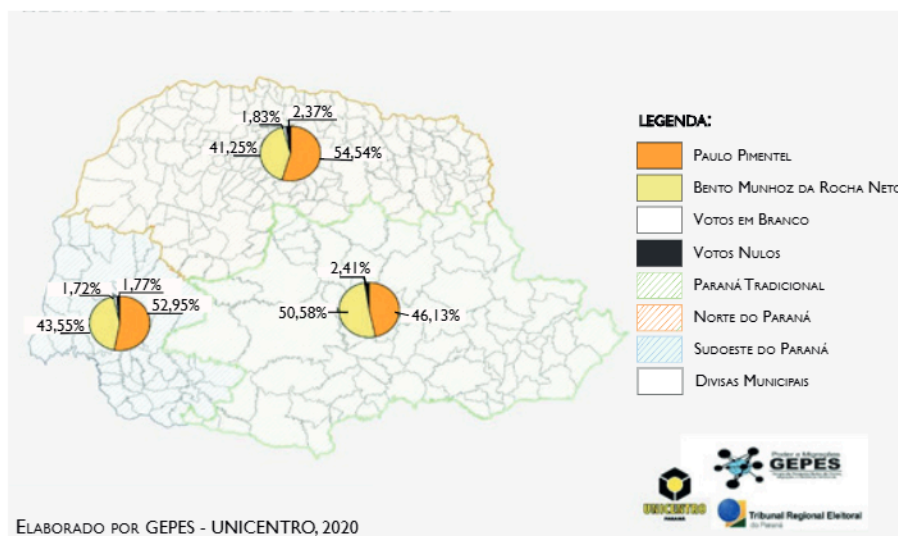 1,83%
2,37%
41,25%
54,54%
1,72%
1,77%
52,95%
43,55%
2,41%
50,58%
46,13%
LEGENDA:
PAULO PIMENTEL
BENTO MUNHOZ DA ROCHA NETO
VOTOS EM BRANCO
VOTOS NULOS
PARANÁ TRADICIONAL
NORTE DO PARANÁ
SUDOESTE DO PARANÁ
DIVISAS MUNICIPAIS
UNICENTRO
PARANÁ
Poder e Migrações
GEPES
Tribunal Regional Eleitoral
do Paraná
ELABORADO POR GEPES - UNICENTRO, 2020